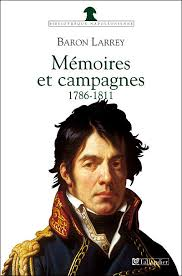 BIBLIOTHÈQUE NAPOLÉONIENNE
BARON LARREY
Mémoires et campagnes
1786-1811
Tallandier